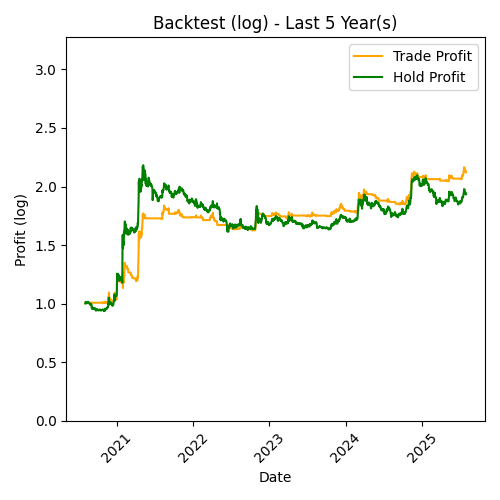 Backtest (log) - Last 5 Year(s)
Trade Profit
Hold Profit
Profit (log)
3.0
2.5
2.0
1.5
1.0
0.5
0.0
2021
2022
2023
2024
2025
Date